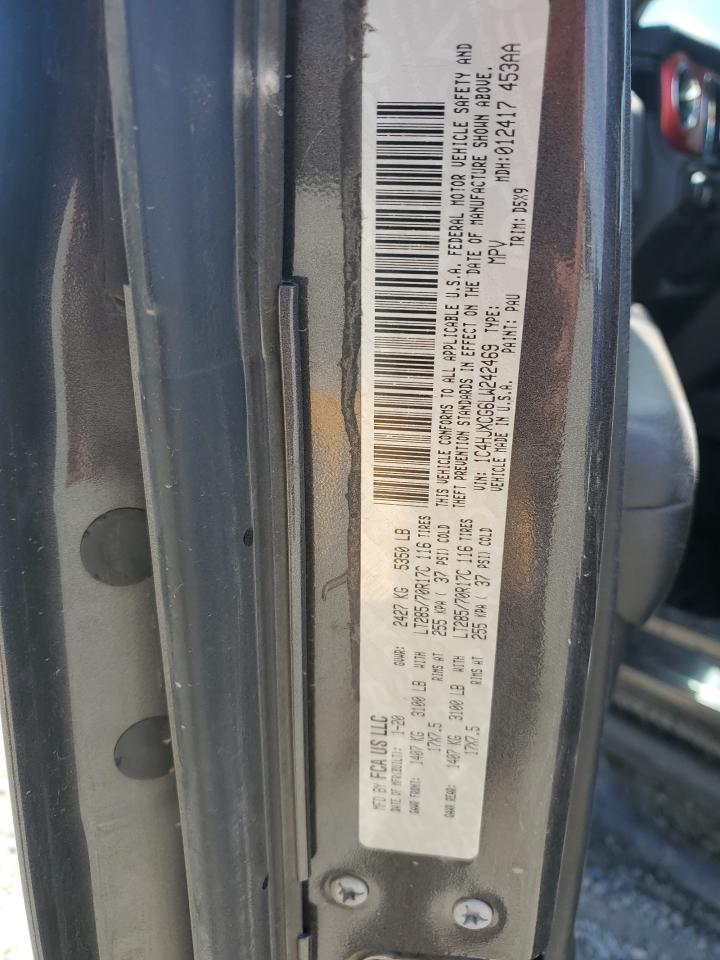 MFD BY FCA US LLC
DATE OF MFR(BUILT): 1-20 GVWR: 2427 KG 5350 LB
GAWR FRONT: 1407 KG 3100 LB WITH LT285/70R17C 116 TIRES
17X7.5 RIMS AT 255 KPA ( 37 PSI) COLD
GAWR REAR: 1407 KG 3100 LB WITH LT285/70R17C 116 TIRES
17X7.5 RIMS AT 255 KPA ( 37 PSI) COLD
THIS VEHICLE CONFORMS TO ALL APPLICABLE U.S.A. FEDERAL MOTOR VEHICLE SAFETY AND
THEFT PREVENTION STANDARDS IN EFFECT ON THE DATE OF MANUFACTURE SHOWN ABOVE.
VIN: 1C4HJXCG6LW242469 TYPE: MPV MDH:012417 453AA
VEHICLE MADE IN U.S.A. PAINT: PAU TRIM: D5X9